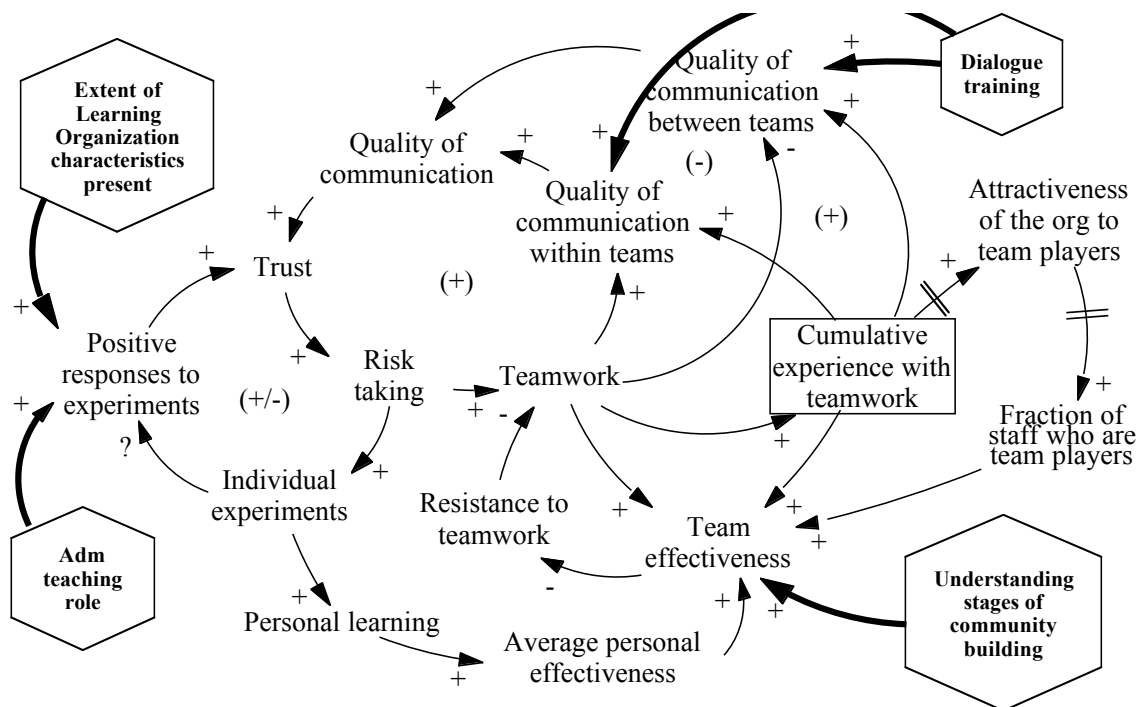 Extent of
Learning
Organization
characteristics
present
+
Adm
teaching
role
+
Positive
responses to
experiments
?
+
Trust
+
Quality of
communication
+
+
Quality of
communication
between teams
+
+
-
Dialogue
training
Quality of
communication
within teams
+
+
+
(-)
(+)
(+)
(+/-)
Attractiveness
of the org to
team players
+
Risk
taking
+
+
-
Teamwork
Cumulative
experience with
teamwork
+
Fraction of
staff who are
team players
+
Individual
experiments
+
Resistance to
teamwork
-
Team
effectiveness
+
+
+
+
+
Personal learning
+
Average personal
effectiveness
+
Understanding
stages of
community
building